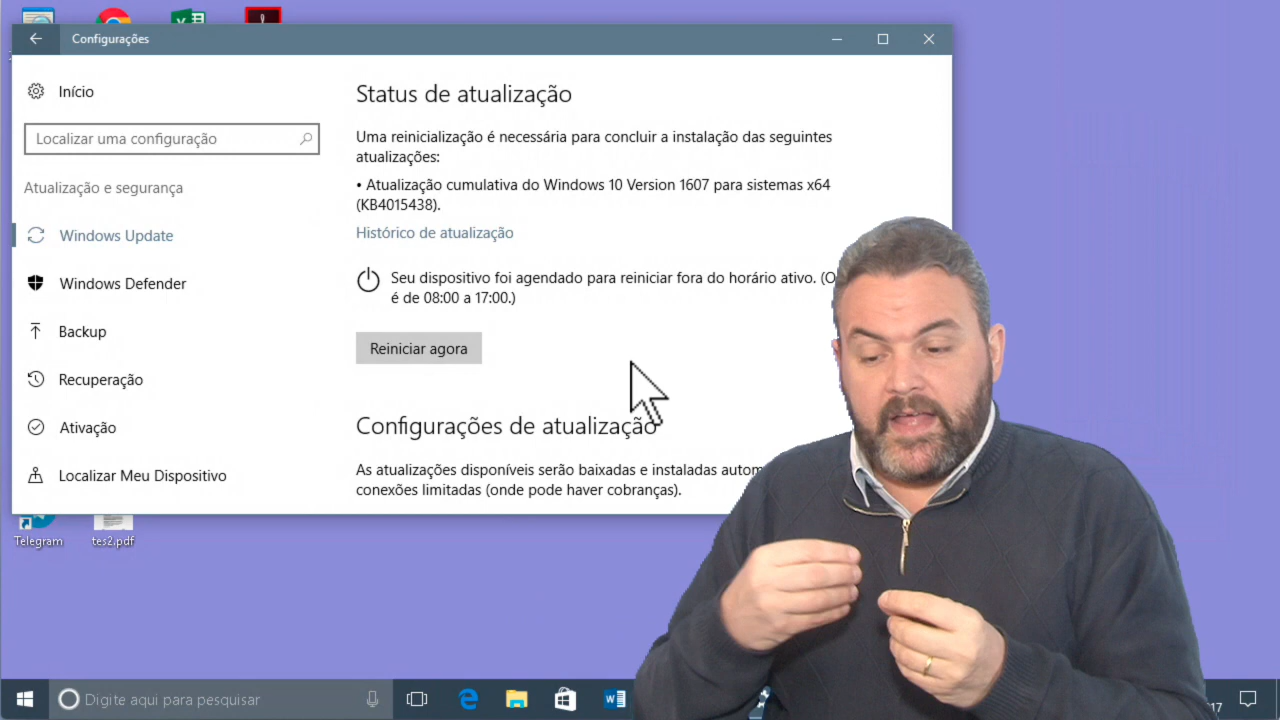 Configurações
Início
Localizar uma configuração
Atualização e segurança
Windows Update
Windows Defender
Backup
Recuperação
Ativação
Localizar Meu Dispositivo
Status de atualização
Uma reinicialização é necessária para concluir a instalação das seguintes
atualizações:
• Atualização cumulativa do Windows 10 Version 1607 para sistemas x64
(KB4015438).
Histórico de atualização
Seu dispositivo foi agendado para reiniciar fora do horário ativo. (O
é de 08:00 a 17:00.)
Reiniciar agora
Configurações de atualização
As atualizações disponíveis serão baixadas e instaladas
conexões limitadas (onde pode haver cobranças).
Telegram
tes2.pdf
Digite aqui para pesquisar
17